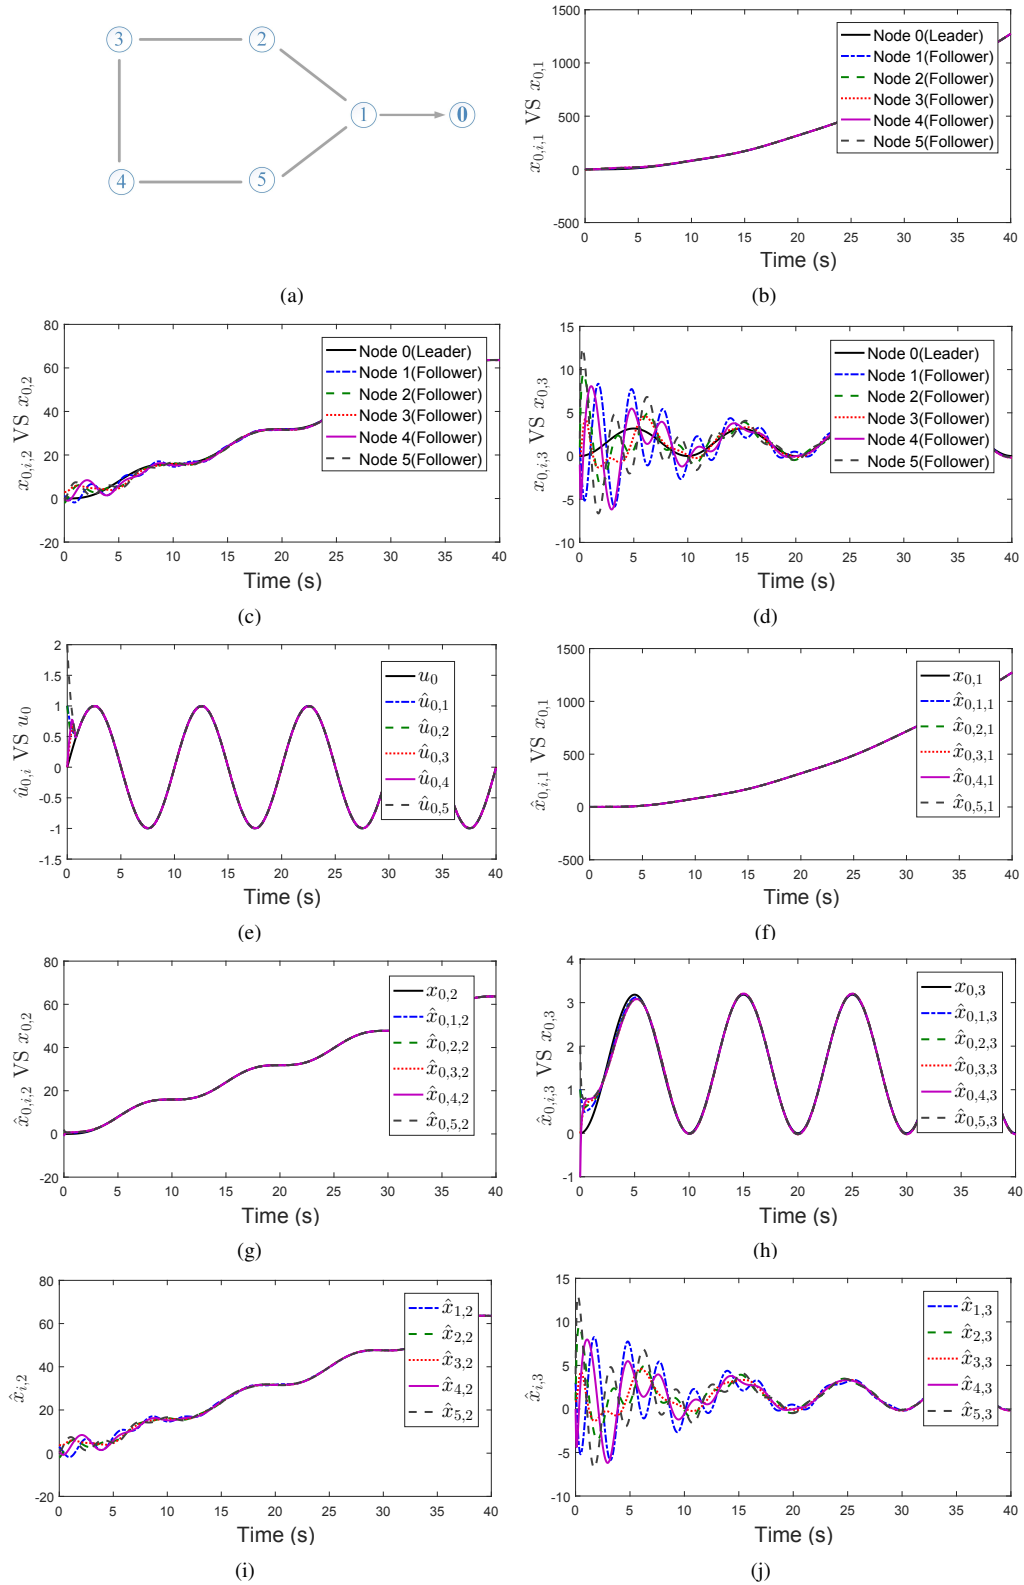 3
2
1
0
4
5
(a)
x_{0,i,1} VS x_{0,1}
1500
1000
500
0
-500
0 5 10 15 20 25 30 35 40
Time (s)
Node 0(Leader)
Node 1(Follower)
Node 2(Follower)
Node 3(Follower)
Node 4(Follower)
Node 5(Follower)
(b)
x_{0,i,2} VS x_{0,2}
80
60
40
20
0
-20
0 5 10 15 20 25 30 35 40
Time (s)
Node 0(Leader)
Node 1(Follower)
Node 2(Follower)
Node 3(Follower)
Node 4(Follower)
Node 5(Follower)
(c)
x_{0,i,3} VS x_{0,3}
15
10
5
0
-5
-10
0 5 10 15 20 25 30 35 40
Time (s)
Node 0(Leader)
Node 1(Follower)
Node 2(Follower)
Node 3(Follower)
Node 4(Follower)
Node 5(Follower)
(d)
û_{0,i} VS u_0
2
1.5
1
0.5
0
-0.5
-1
-1.5
0 5 10 15 20 25 30 35 40
Time (s)
u_0
û_{0,1}
û_{0,2}
û_{0,3}
û_{0,4}
û_{0,5}
(e)
x̂_{0,i,1} VS x_{0,1}
1500
1000
500
0
-500
0 5 10 15 20 25 30 35 40
Time (s)
x_{0,1}
x̂_{0,1,1}
x̂_{0,2,1}
x̂_{0,3,1}
x̂_{0,4,1}
x̂_{0,5,1}
(f)
x̂_{0,i,2} VS x_{0,2}
80
60
40
20
0
-20
0 5 10 15 20 25 30 35 40
Time (s)
x_{0,2}
x̂_{0,1,2}
x̂_{0,2,2}
x̂_{0,3,2}
x̂_{0,4,2}
x̂_{0,5,2}
(g)
x̂_{0,i,3} VS x_{0,3}
4
3
2
1
0
-1
0 5 10 15 20 25 30 35 40
Time (s)
x_{0,3}
x̂_{0,1,3}
x̂_{0,2,3}
x̂_{0,3,3}
x̂_{0,4,3}
x̂_{0,5,3}
(h)
x̂_{i,2}
80
60
40
20
0
-20
0 5 10 15 20 25 30 35 40
Time (s)
x̂_{1,2}
x̂_{2,2}
x̂_{3,2}
x̂_{4,2}
x̂_{5,2}
(i)
x̂_{i,3}
15
10
5
0
-5
-10
0 5 10 15 20 25 30 35 40
Time (s)
x̂_{1,3}
x̂_{2,3}
x̂_{3,3}
x̂_{4,3}
x̂_{5,3}
(j)